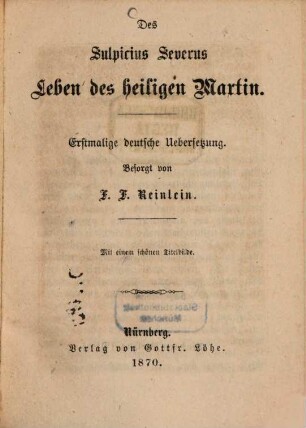 Des
Sulpicius Severus
Leben des heiligen Martin.
Erstmalige deutsche Uebersetzung.
Besorgt von
F. F. Reinlein.
Mit einem schönen Titelbilde.
Nürnberg.
Verlag von Gottfr. Löhe.
1870.